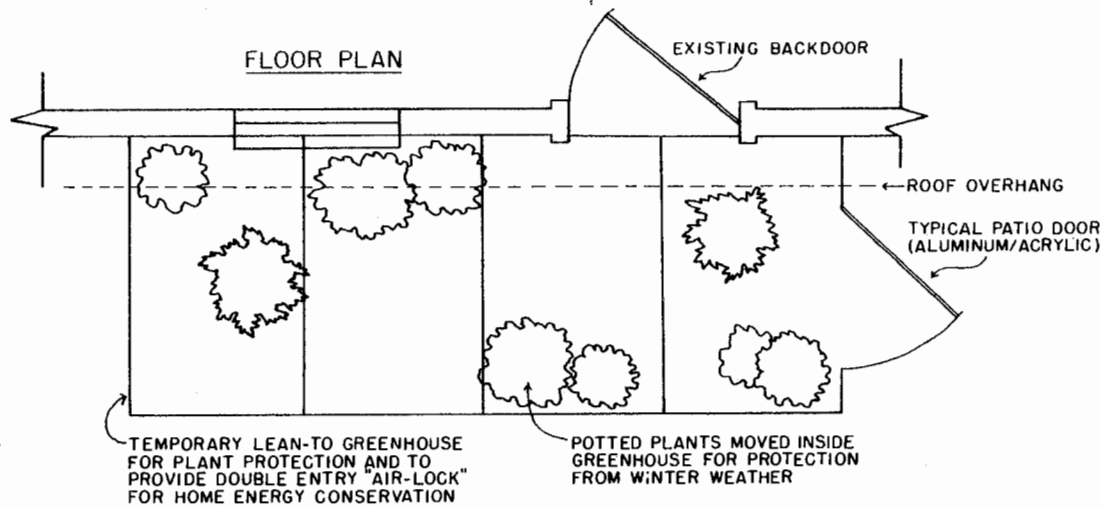 FLOOR PLAN
EXISTING BACKDOOR
ROOF OVERHANG
TYPICAL PATIO DOOR
(ALUMINUM/ACRYLIC)
TEMPORARY LEAN-TO GREENHOUSE
FOR PLANT PROTECTION AND TO
PROVIDE DOUBLE ENTRY "AIR-LOCK"
FOR HOME ENERGY CONSERVATION
POTTED PLANTS MOVED INSIDE
GREENHOUSE FOR PROTECTION
FROM WINTER WEATHER